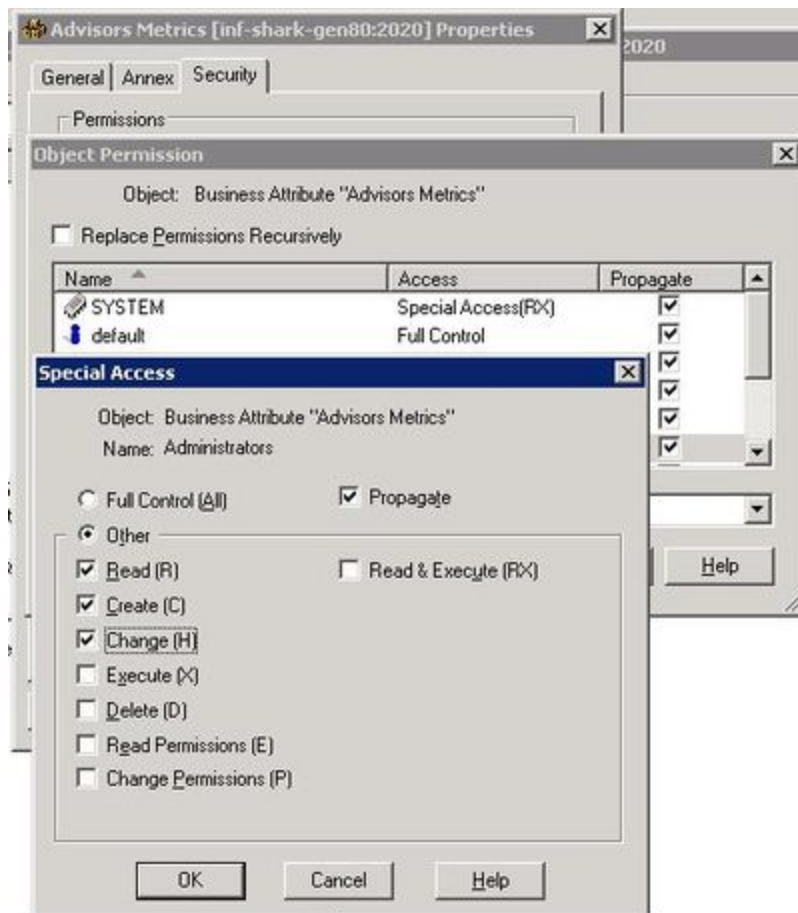 Advisors Metrics [inf-shark-gen80:2020] Properties
2020
General Annex Security
Permissions
Object Permission
Object: Business Attribute "Advisors Metrics"
Replace Permissions Recursively
Name Access Propagate
SYSTEM Special Access(RX)
default Full Control
Special Access
Object: Business Attribute "Advisors Metrics"
Name: Administrators
Full Control (All) Propagate
Other
Read (R) Read & Execute (RX)
Create (C)
Change (H)
Execute (X)
Delete (D)
Read Permissions (E)
Change Permissions (P)
Help
OK Cancel Help